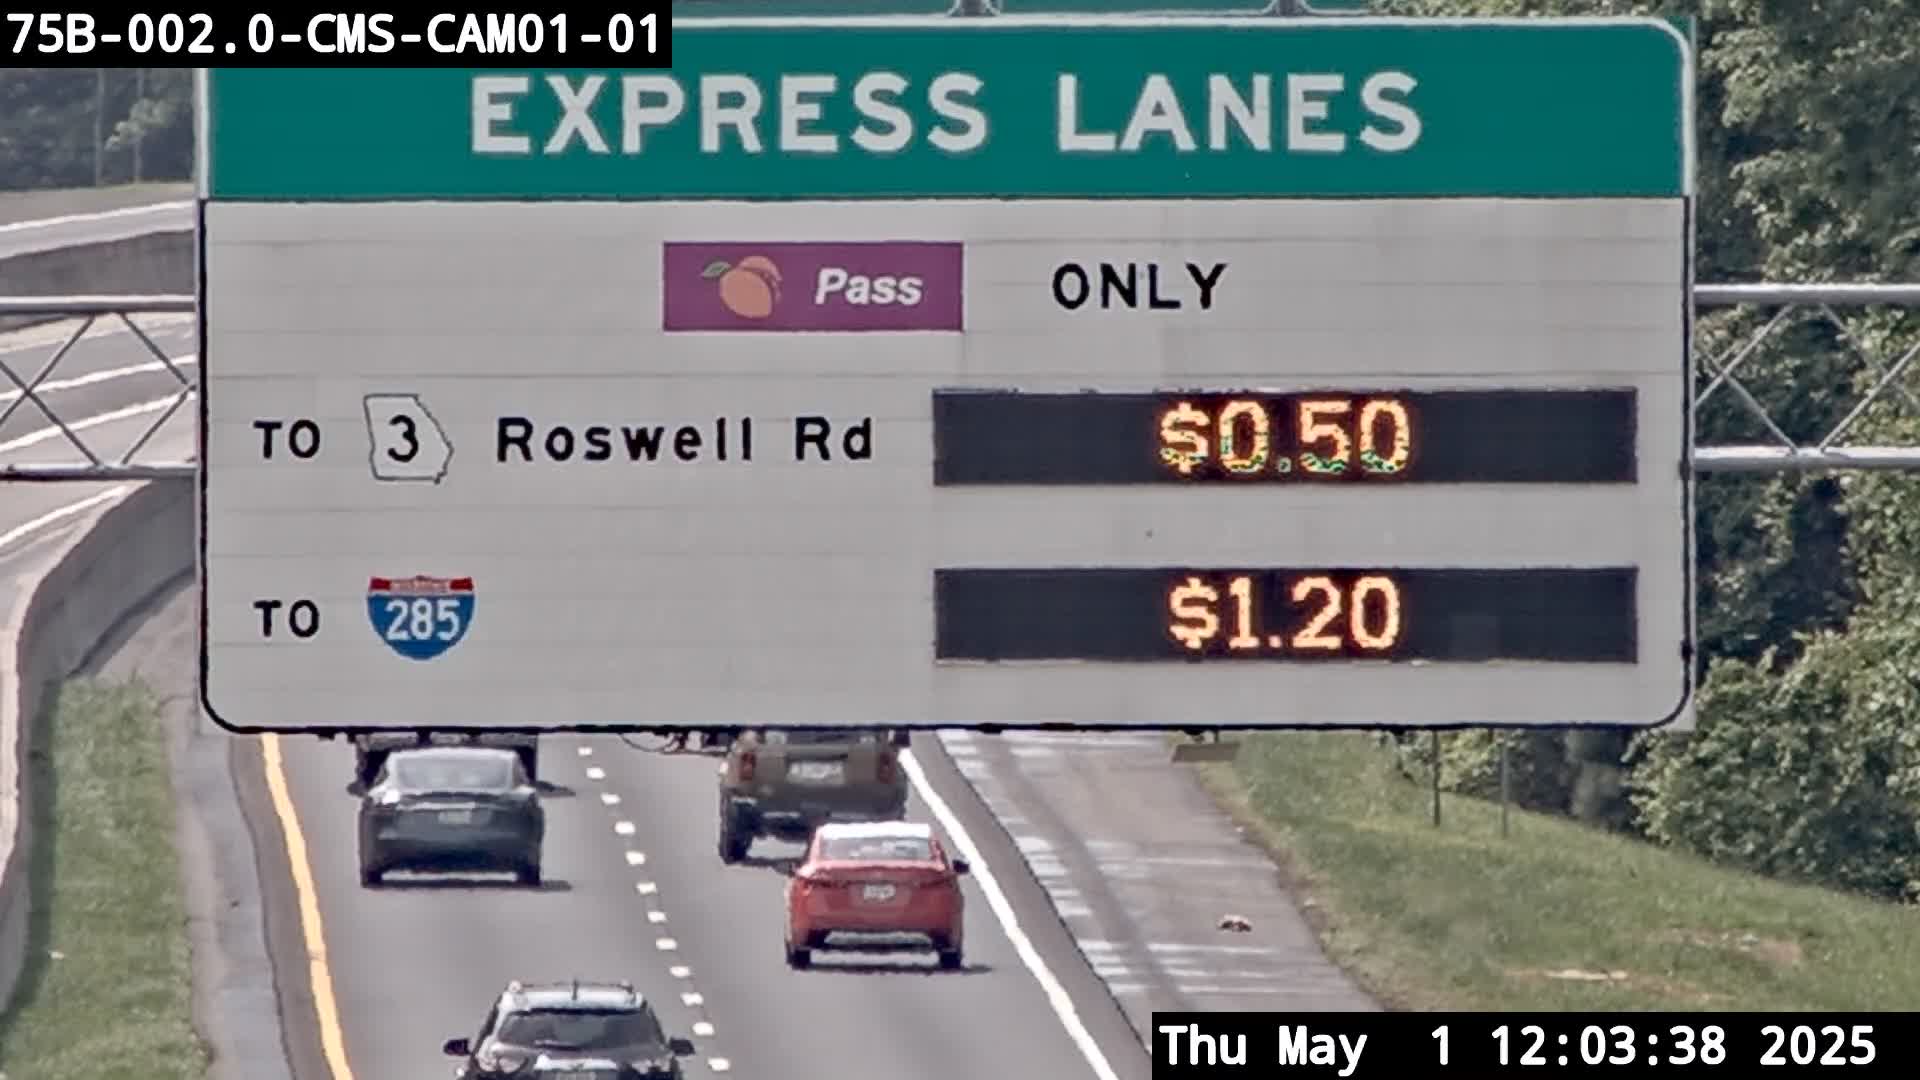 75B-002.0-CMS-CAM01-01
EXPRESS LANES
Pass ONLY
TO 3 Roswell Rd $0.50
TO 285 $1.20
Thu May 1 12:03:38 2025